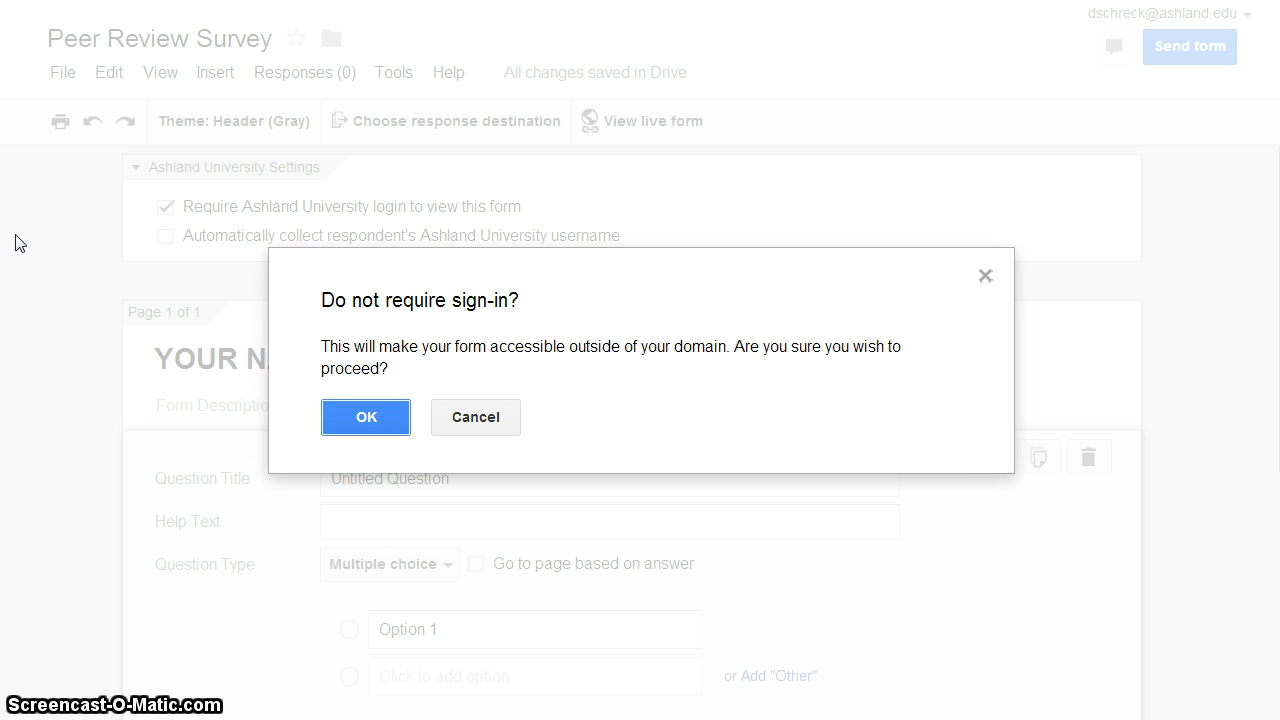 dschreck@ashland.edu
Peer Review Survey
Send form
File Edit View Insert Responses (0) Tools Help All changes saved in Drive
Theme: Header (Gray) Choose response destination View live form
Ashland University Settings
Require Ashland University login to view this form
Automatically collect respondent's Ashland University username
Do not require sign-in?
Page 1 of 1
This will make your form accessible outside of your domain. Are you sure you wish to
proceed?
YOUR
Form
OK Cancel
Question Title Untitled Question
Help Text
Question Type Multiple choice Go to page based on answer
Option 1
Click to add option or Add "Other"
Screencast-O-Matic.com